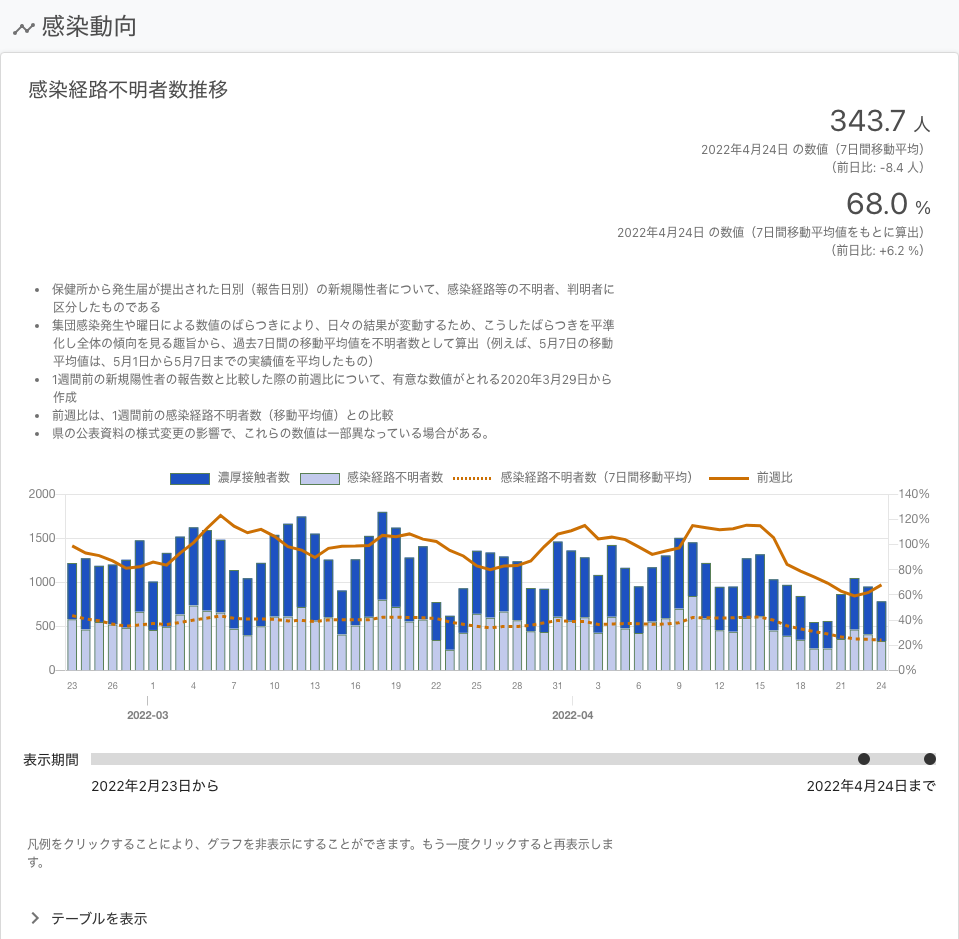 感染動向
感染経路不明者数推移
343.7 人
2022年4月24日 の数値（7日間移動平均）
（前日比: -8.4 人）
68.0 %
2022年4月24日 の数値（7日間移動平均値をもとに算出）
（前日比: +6.2 %）
• 保健所から発生届が提出された日別（報告日別）の新規陽性者について、感染経路等の不明者、判明者に
区分したものである
• 集団感染発生や曜日による数値のばらつきにより、日々の結果が変動するため、こうしたばらつきを平準
化し全体の傾向を見る趣旨から、過去7日間の移動平均値を不明者数として算出（例えば、5月7日の移動
平均値は、5月1日から5月7日までの実績値を平均したもの）
• 1週間前の新規陽性者の報告数と比較した際の前週比について、有意な数値がとれる2020年3月29日から
作成
• 前週比は、1週間前の感染経路不明者数（移動平均値）との比較
• 県の公表資料の様式変更の影響で、これらの数値は一部異なっている場合がある。
濃厚接触者数 感染経路不明者数 感染経路不明者数（7日間移動平均） 前週比
2000 140%
120%
1500
100%
80%
1000
60%
40%
500
20%
0 0%
23 26 1 4 7 10 13 16 19 22 25 28 31 3 6 9 12 15 18 21 24
2022-03 2022-04
表示期間
2022年2月23日から 2022年4月24日まで
凡例をクリックすることにより、グラフを非表示にすることができます。もう一度クリックすると再表示しま
す。
テーブルを表示